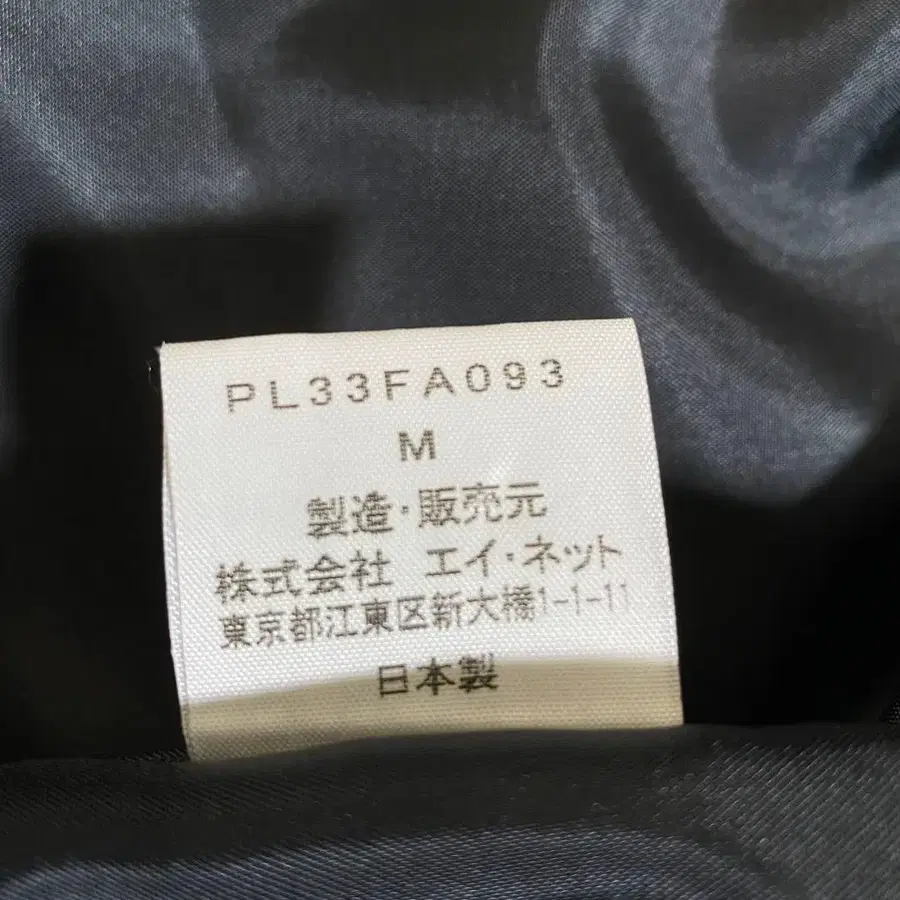 PL33FA093
M
製造・販売元
株式会社 エイ・ネット
東京都江東区新大橋1-1-11
日本製